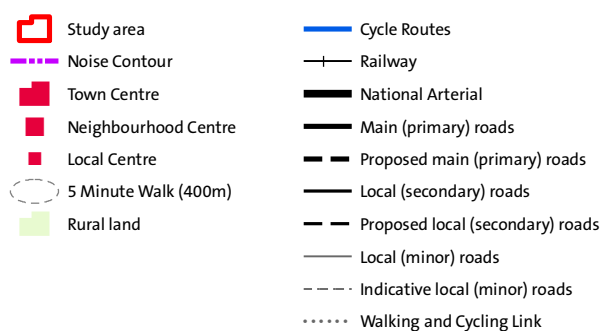 Study area
Noise Contour
Town Centre
Neighbourhood Centre
Local Centre
5 Minute Walk (400m)
Rural land
Cycle Routes
Railway
National Arterial
Main (primary) roads
Proposed main (primary) roads
Local (secondary) roads
Proposed local (secondary) roads
Local (minor) roads
Indicative local (minor) roads
Walking and Cycling Link